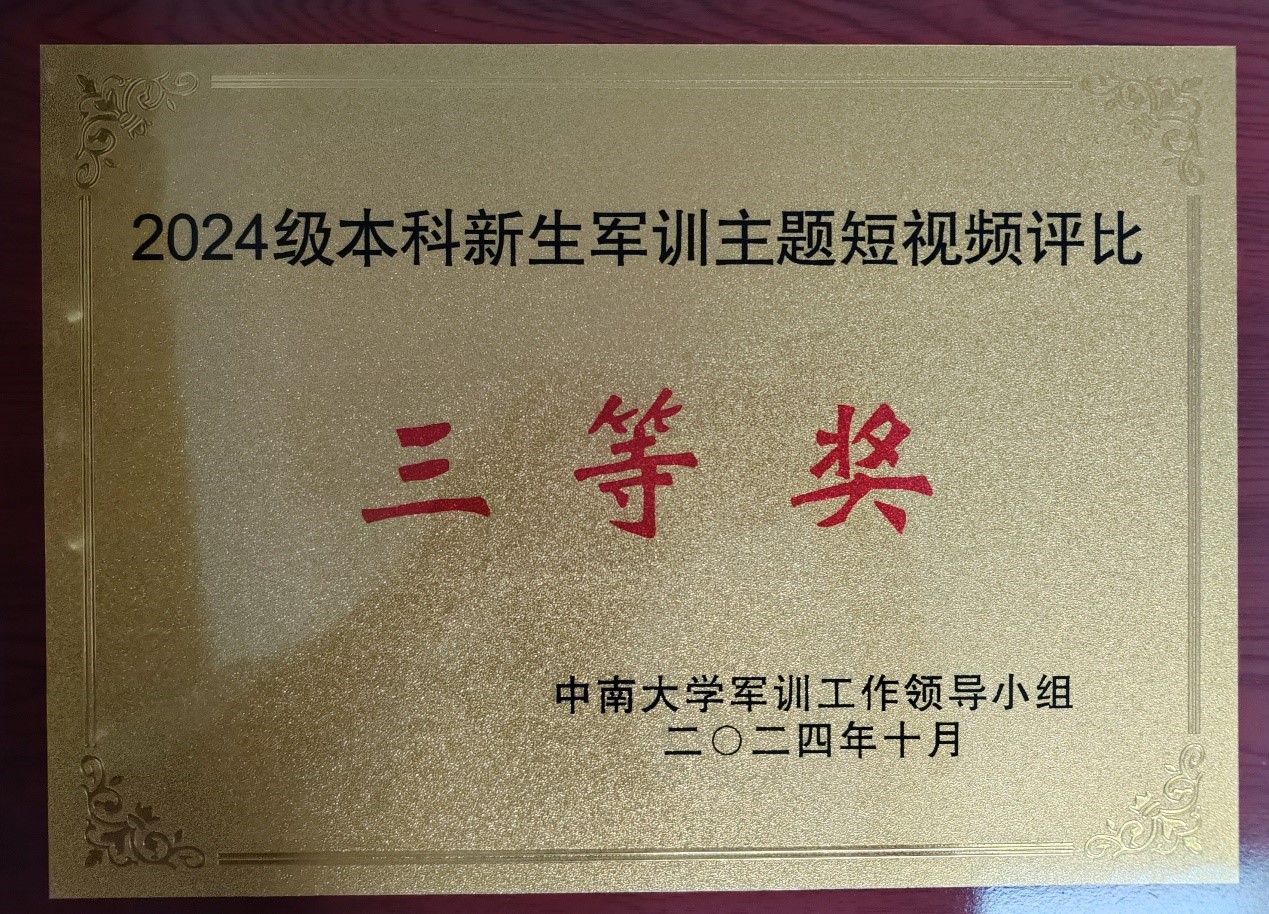 2024级本科新生军训主题短视频评比
三等奖
中南大学军训工作领导小组
二〇二四年十月